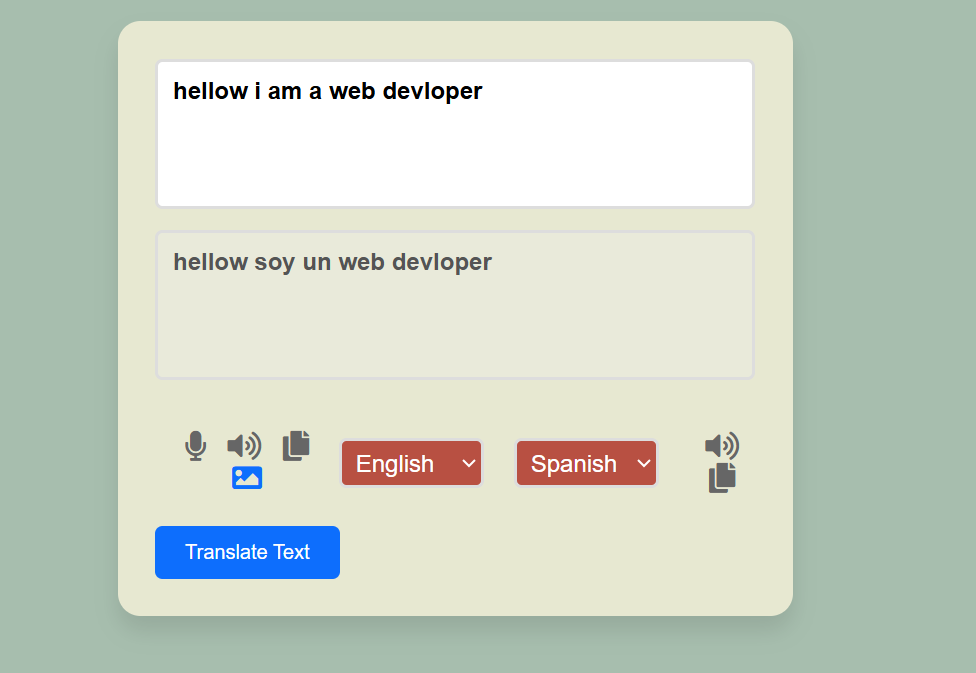 hellow i am a web devloper
hellow soy un web devloper
English
Spanish
Translate Text